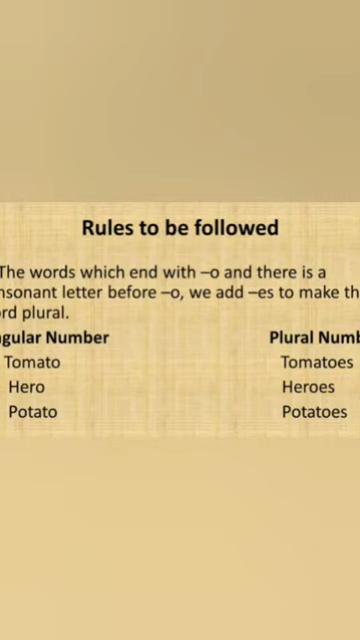 Rules to be followed
The words which end with –o and there is a
nsonant letter before –o, we add –es to make th
rd plural.
gular Number Plural Numb
Tomato Tomatoes
Hero Heroes
Potato Potatoes